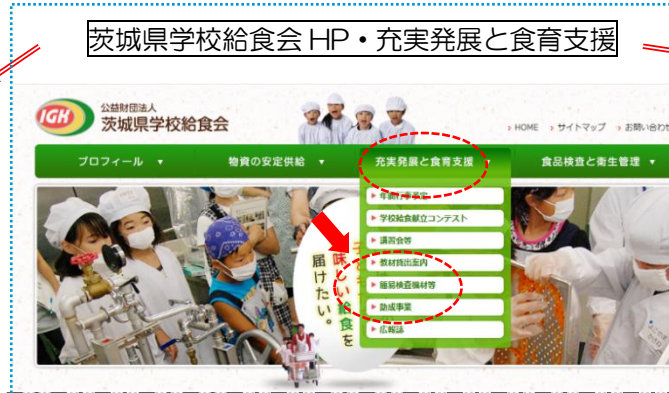 茨城県学校給食会 HP・充実発展と食育支援
IGK
公益財団法人
茨城県学校給食会
HOME サイトマップ お問い合わせ
プロフィール ▼ 物資の安定供給 ▼ 充実発展と食育支援 ▼ 食品検査と衛生管理 ▼
年間行事予定
学校給食献立コンテスト
講習会等
教材貸出案内
簡易検査機材等
助成事業
広報誌
味しい給食を
届けたい。